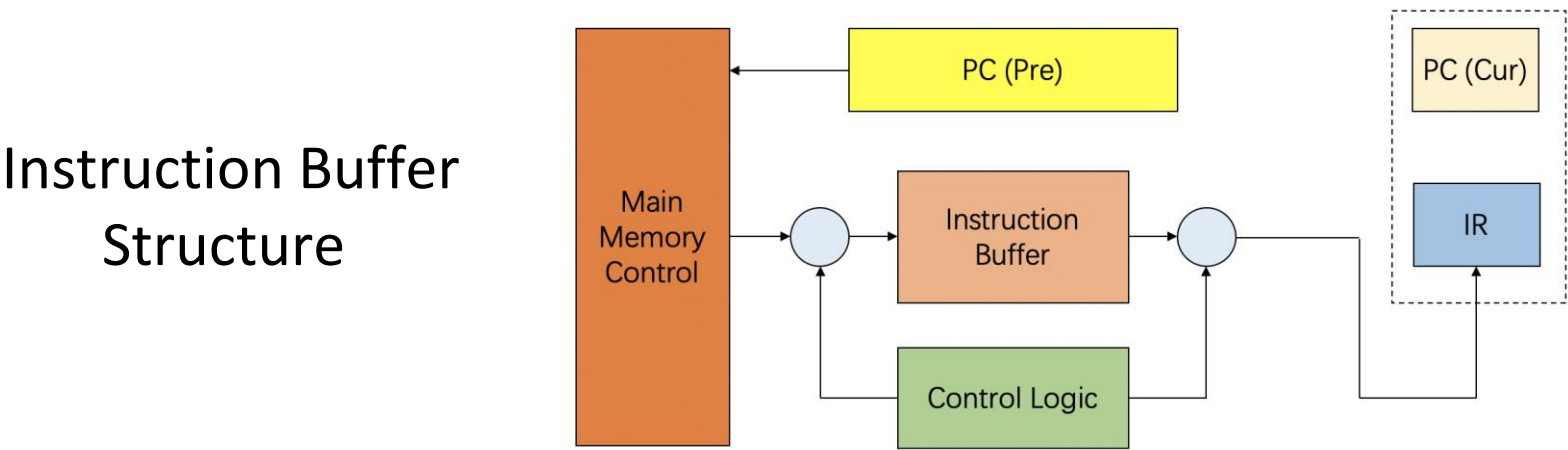 Instruction Buffer
Structure
Main
Memory
Control
PC (Pre)
Instruction
Buffer
Control Logic
PC (Cur)
IR